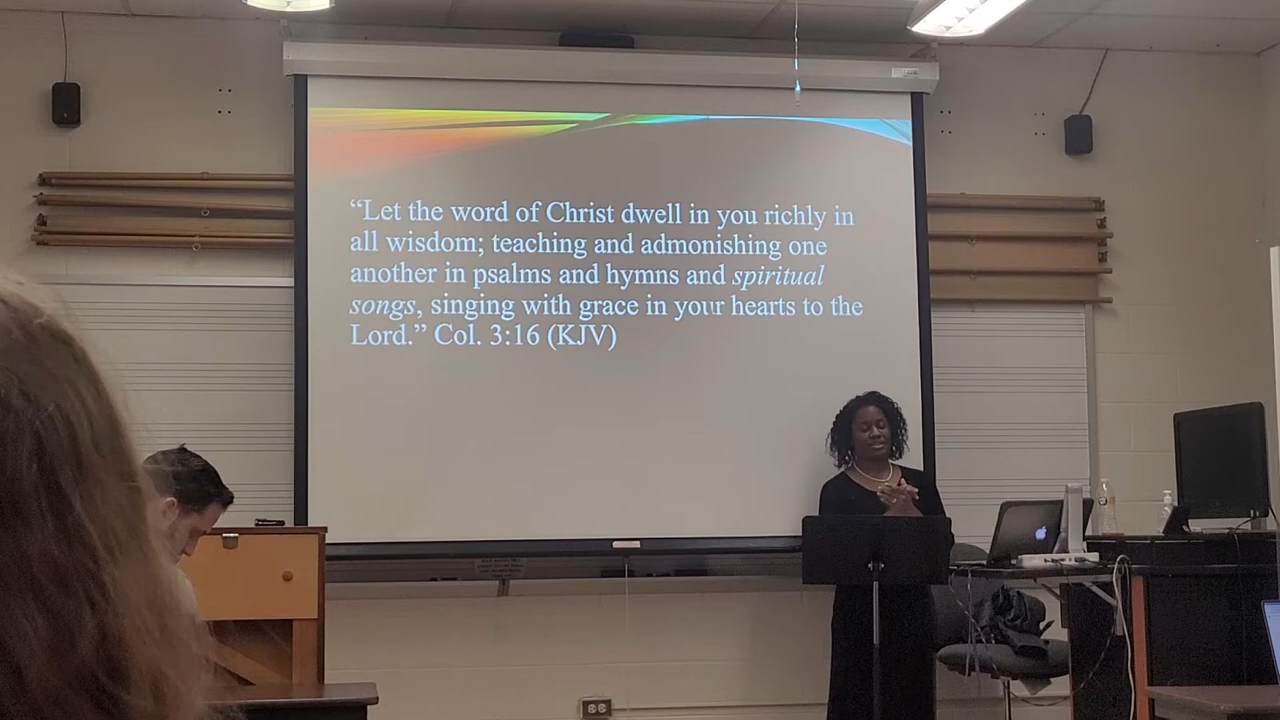 “Let the word of Christ dwell in you richly in
all wisdom; teaching and admonishing one
another in psalms and hymns and spiritual
songs, singing with grace in your hearts to the
Lord.” Col. 3:16 (KJV)